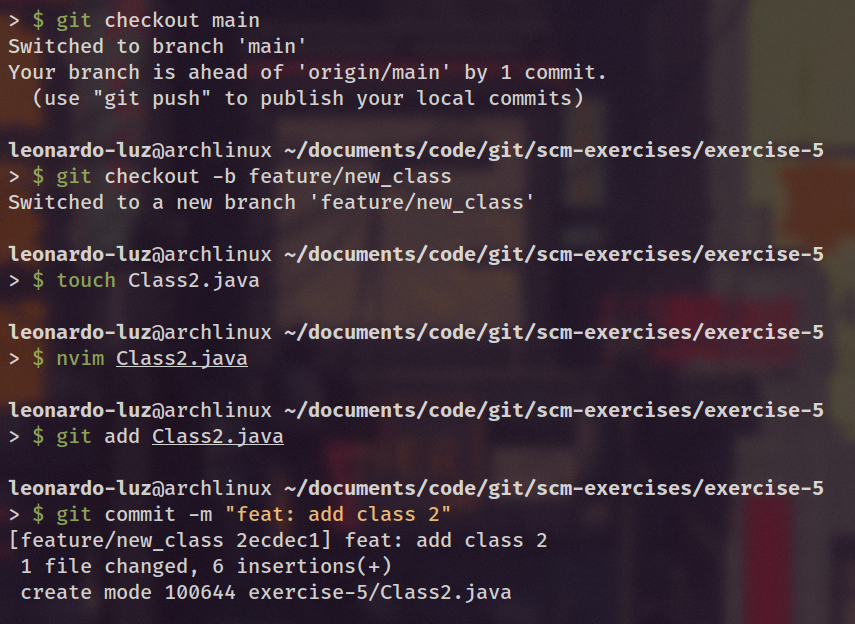 > $ git checkout main
Switched to branch 'main'
Your branch is ahead of 'origin/main' by 1 commit.
  (use "git push" to publish your local commits)
leonardo-luz@archlinux ~/documents/code/git/scm-exercises/exercise-5
> $ git checkout -b feature/new_class
Switched to a new branch 'feature/new_class'
leonardo-luz@archlinux ~/documents/code/git/scm-exercises/exercise-5
> $ touch Class2.java
leonardo-luz@archlinux ~/documents/code/git/scm-exercises/exercise-5
> $ nvim Class2.java
leonardo-luz@archlinux ~/documents/code/git/scm-exercises/exercise-5
> $ git add Class2.java
leonardo-luz@archlinux ~/documents/code/git/scm-exercises/exercise-5
> $ git commit -m "feat: add class 2"
[feature/new_class 2ecdec1] feat: add class 2
 1 file changed, 6 insertions(+)
 create mode 100644 exercise-5/Class2.java